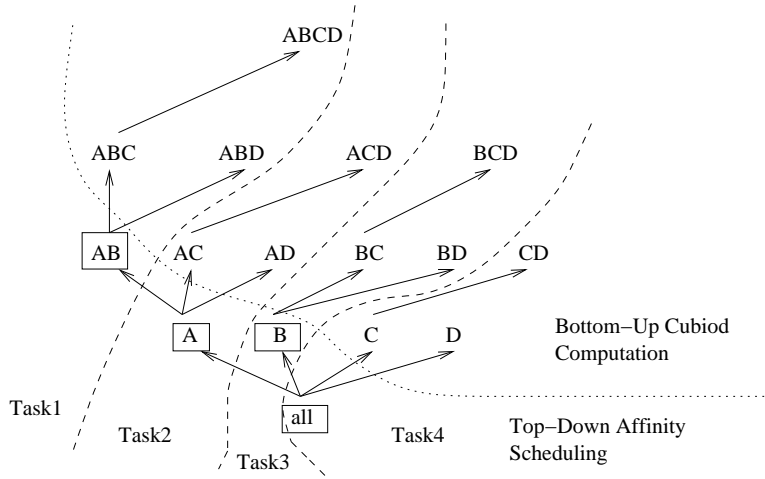 ABCD
ABC ABD ACD BCD
AB AC AD BC BD CD
A B C D
Bottom−Up Cubiod
Computation
Task1 all
Task2 Task3 Task4
Top−Down Affinity
Scheduling